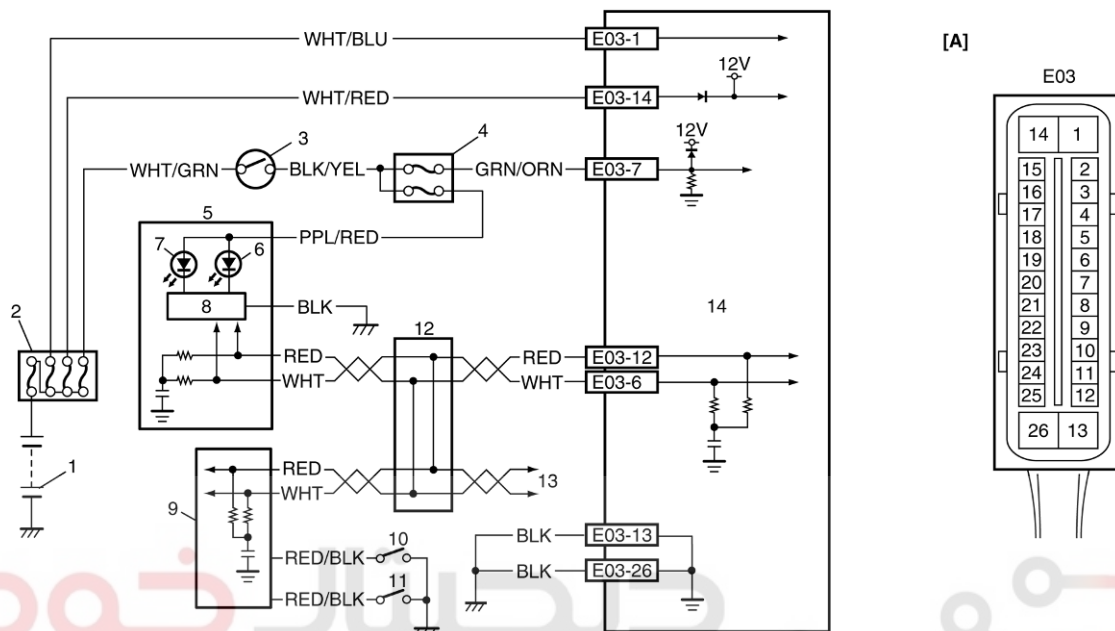 WHT/BLU E03-1
[A]
12V
E03
WHT/RED E03-14
3 4 12V
14 1
WHT/GRN BLK/YEL GRN/ORN E03-7
15 2
16 3
17 4
18 5
19 6
20 7
21 8
22 9
23 10
24 11
25 12
26 13
5
PPL/RED
7 6
8 BLK
14
2
12
RED RED E03-12
WHT WHT E03-6
1
RED
13
WHT
9
BLK E03-13
10
RED/BLK
BLK E03-26
11
RED/BLK
دیجیتال خودرو